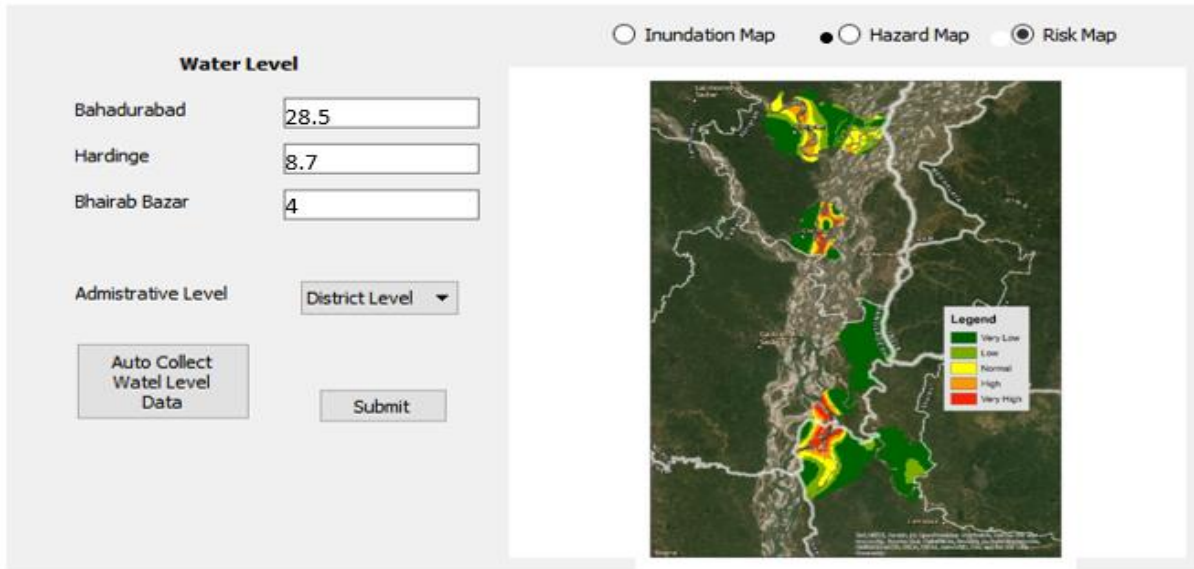 Inundation Map
Hazard Map
Risk Map
Water Level
Bahadurabad
28.5
Hardinge
8.7
Bhairab Bazar
4
Admistrative Level
District Level
Auto Collect
Watel Level
Data
Submit
Legend
Very Low
Low
Normal
High
Very High